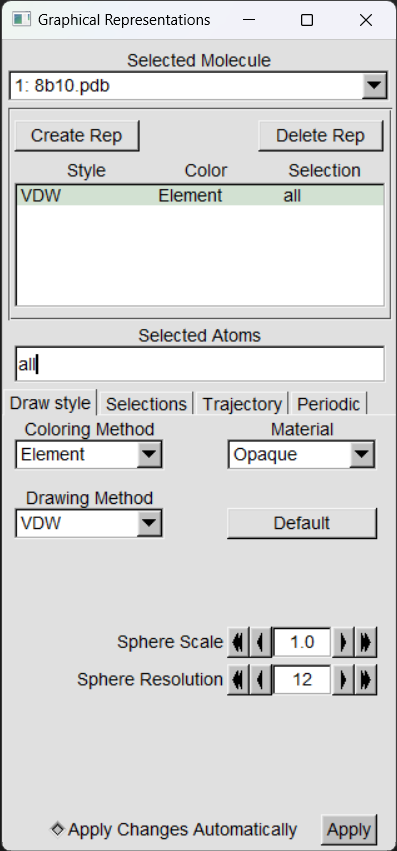 Graphical Representations
Selected Molecule
1: 8b10.pdb
Create Rep Delete Rep
Style Color Selection
VDW Element all
Selected Atoms
all
Draw style Selections Trajectory Periodic
Coloring Method Material
Element Opaque
Drawing Method
VDW Default
Sphere Scale 1.0
Sphere Resolution 12
Apply Changes Automatically Apply